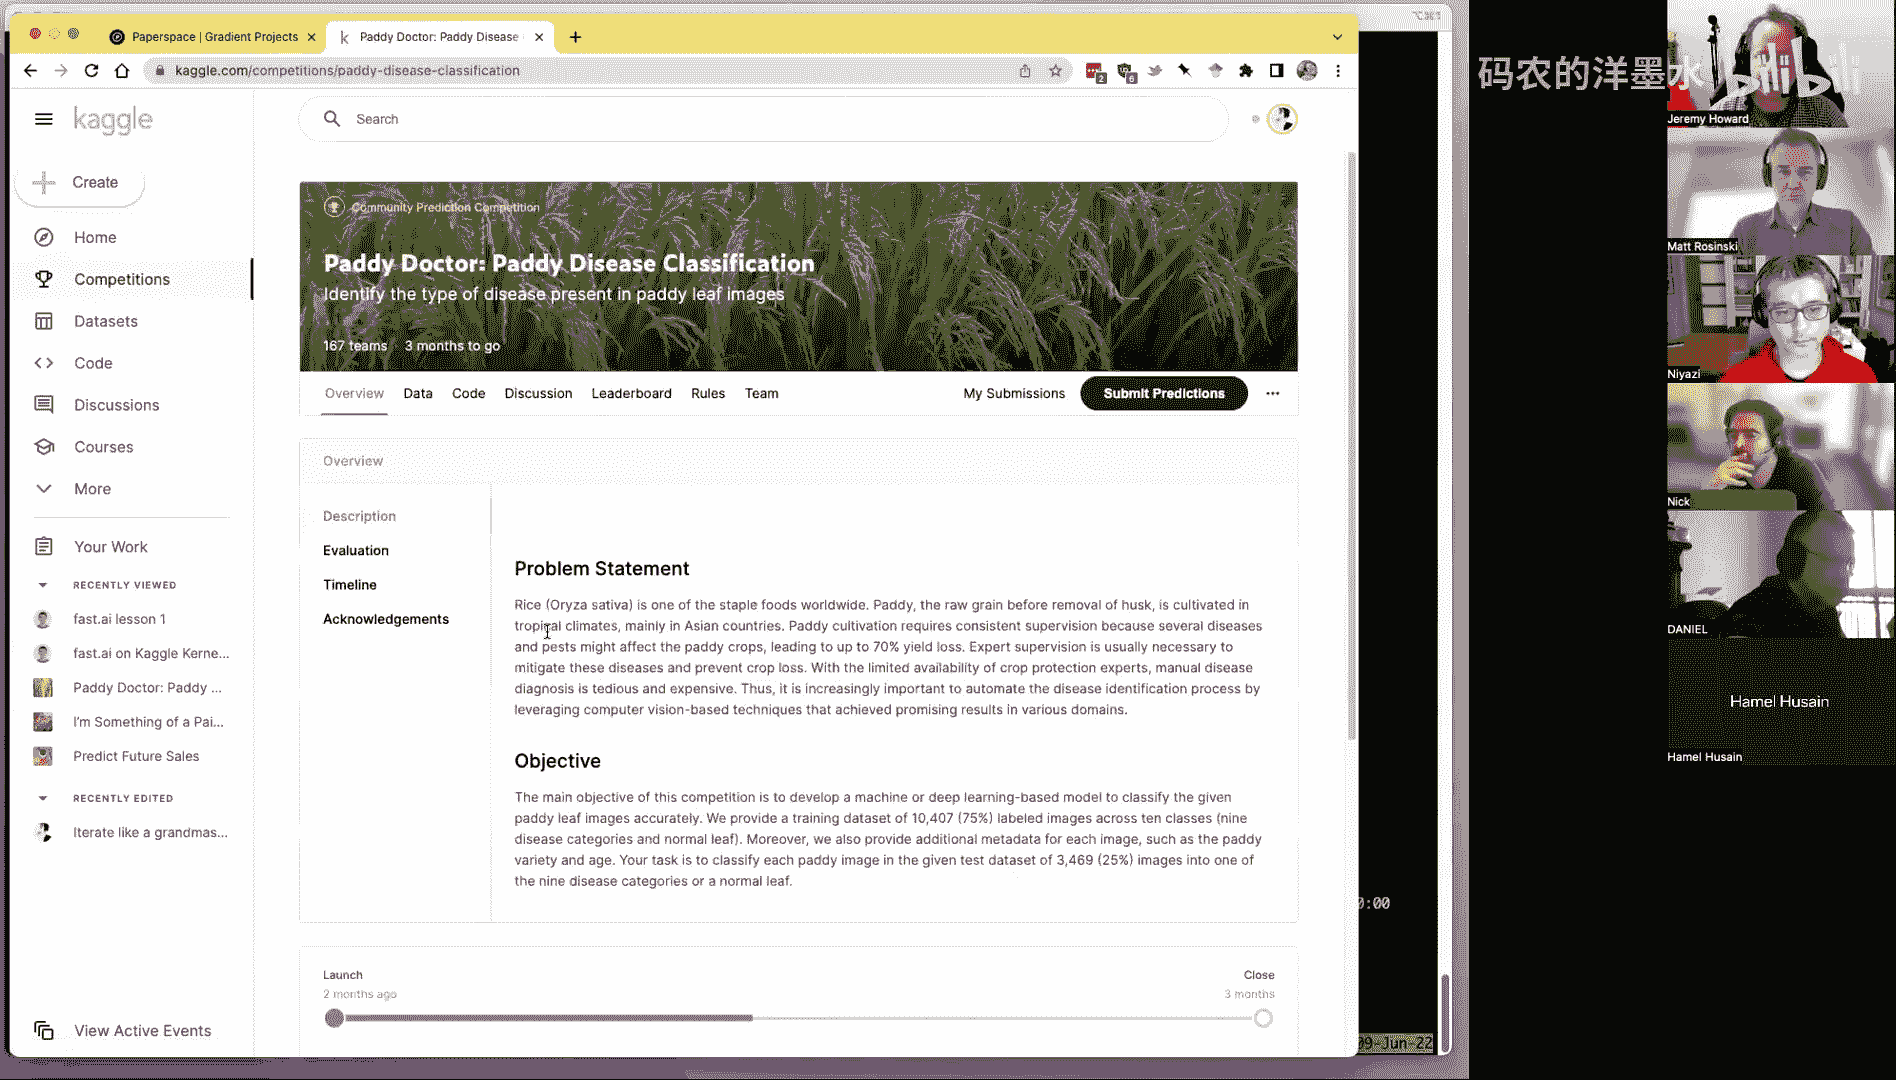 Paperspace | Gradient Projects
Paddy Doctor: Paddy Disease
kaggle.com/competitions/paddy-disease-classification
2
6
kaggle
Search
Create
Home
Competitions
Datasets
Code
Discussions
Courses
More
Your Work
RECENTLY VIEWED
fast.ai lesson 1
fast.ai on Kaggle Kerne...
Paddy Doctor: Paddy ...
I'm Something of a Pai...
Predict Future Sales
RECENTLY EDITED
Iterate like a grandmas...
View Active Events
Community Prediction Competition
Paddy Doctor: Paddy Disease Classification
Identify the type of disease present in paddy leaf images
167 teams · 3 months to go
Overview Data Code Discussion Leaderboard Rules Team My Submissions Submit Predictions
Overview
Description
Evaluation
Timeline
Acknowledgements
Problem Statement
Rice (Oryza sativa) is one of the staple foods worldwide. Paddy, the raw grain before removal of husk, is cultivated in
tropical climates, mainly in Asian countries. Paddy cultivation requires consistent supervision because several diseases
and pests might affect the paddy crops, leading to up to 70% yield loss. Expert supervision is usually necessary to
mitigate these diseases and prevent crop loss. With the limited availability of crop protection experts, manual disease
diagnosis is tedious and expensive. Thus, it is increasingly important to automate the disease identification process by
leveraging computer vision-based techniques that achieved promising results in various domains.
Objective
The main objective of this competition is to develop a machine or deep learning-based model to classify the given
paddy leaf images accurately. We provide a training dataset of 10,407 (75%) labeled images across ten classes (nine
disease categories and normal leaf). Moreover, we also provide additional metadata for each image, such as the paddy
variety and age. Your task is to classify each paddy image in the given test dataset of 3,469 (25%) images into one of
the nine disease categories or a normal leaf.
Launch
2 months ago
Close
3 months
0:00
09-Jun-22
码农的洋墨水
bilibili
Jeremy Howard
Matt Rosinski
Niyazi
Nick
DANIEL
Hamel Husain
Hamel Husain